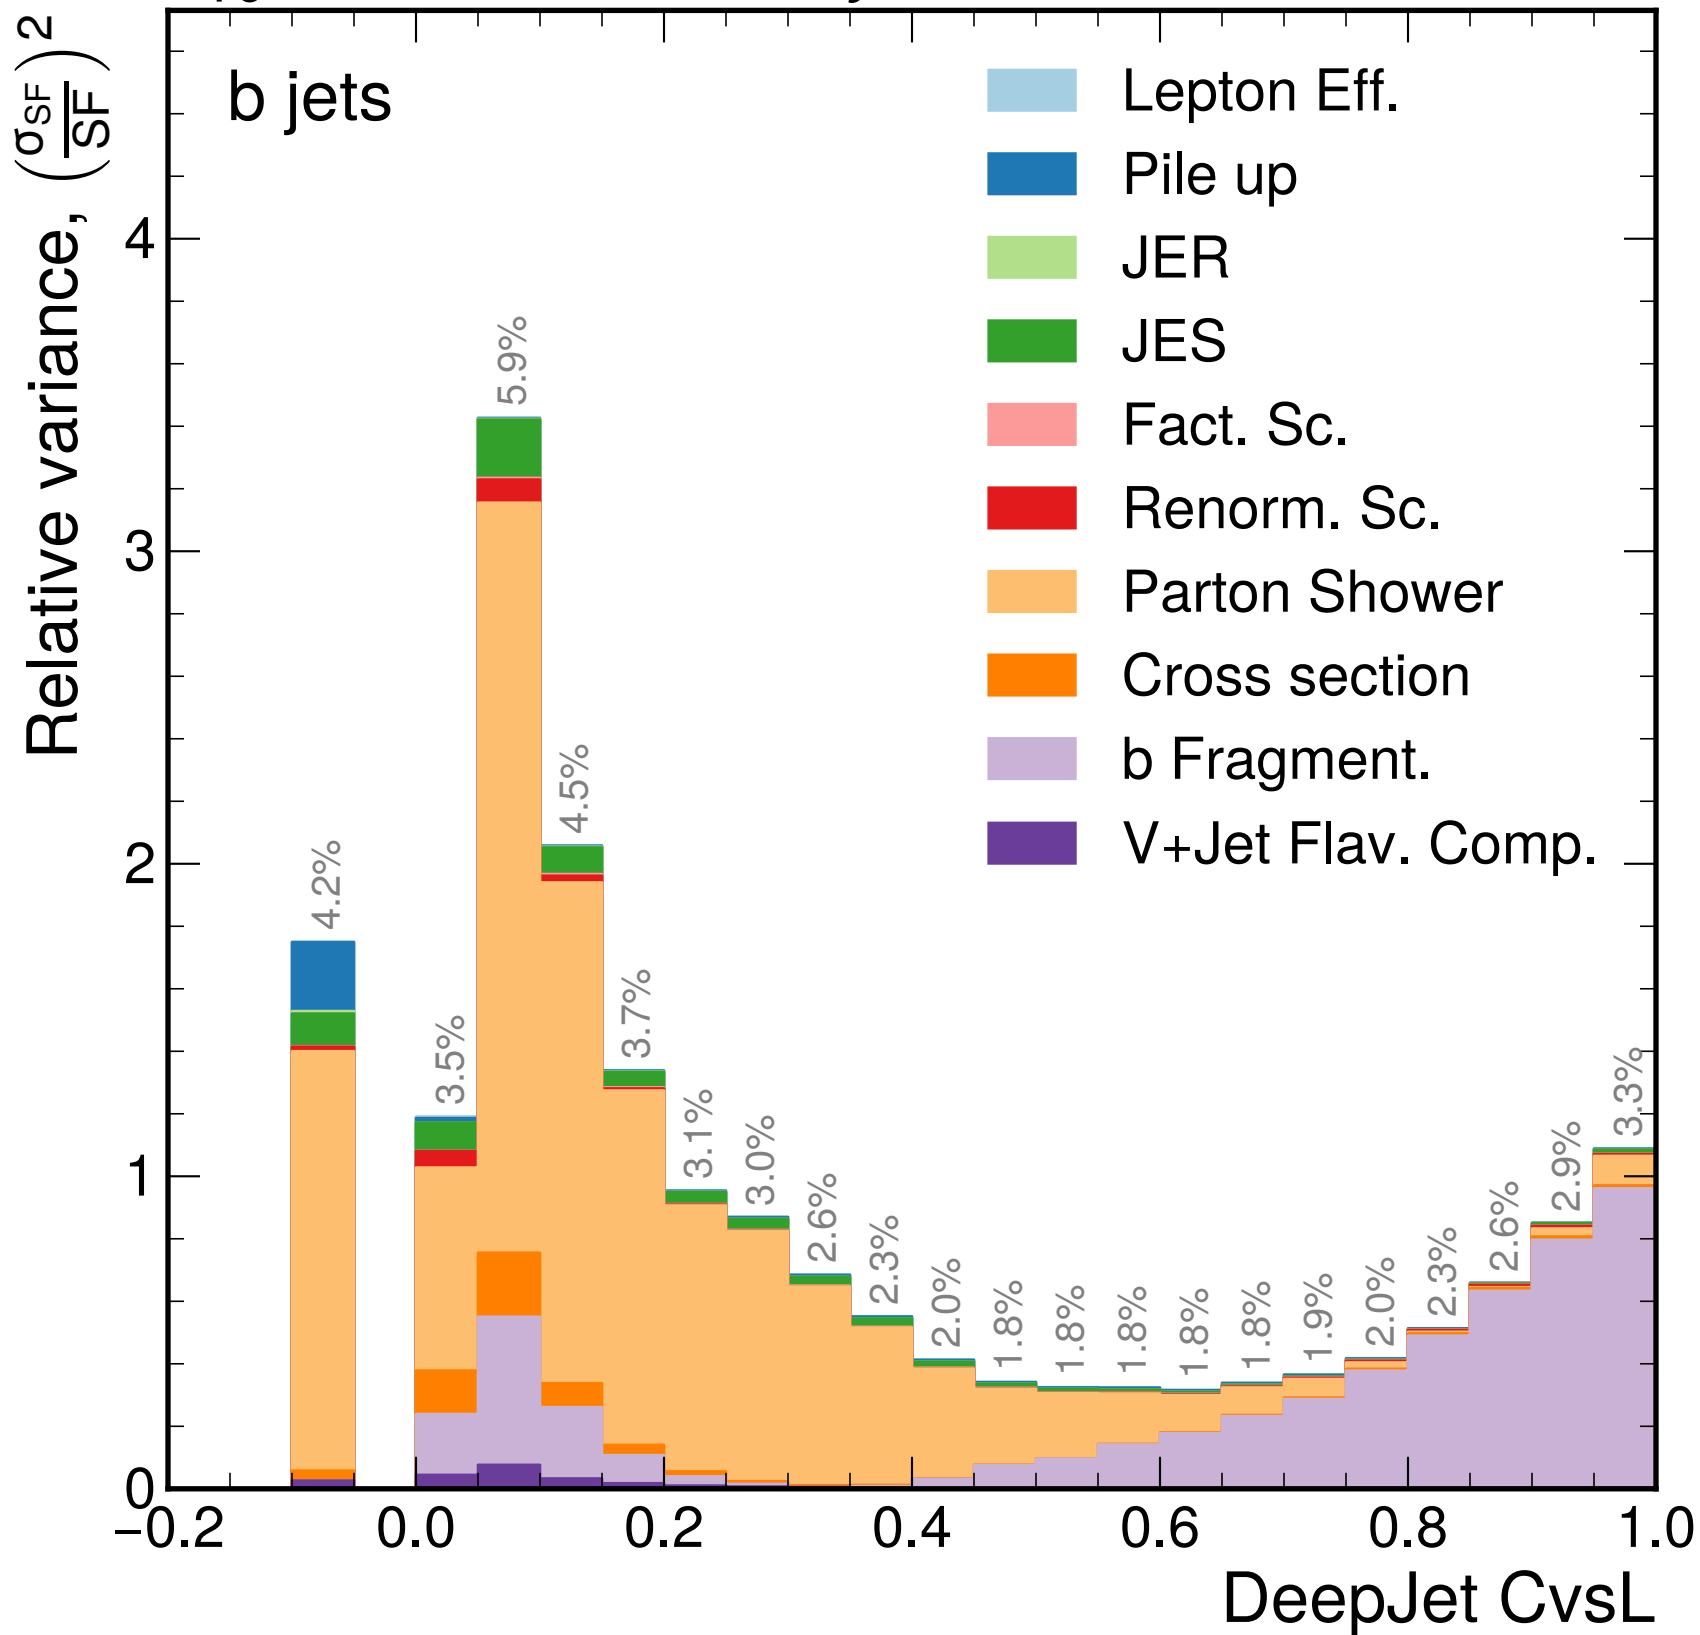 Relative variance, (σSF/SF)²
b jets
Lepton Eff.
Pile up
JER
JES
Fact. Sc.
Renorm. Sc.
Parton Shower
Cross section
b Fragment.
V+Jet Flav. Comp.
4
3
2
1
0
4.2%
3.5%
5.9%
4.5%
3.7%
3.1%
3.0%
2.6%
2.3%
2.0%
1.8%
1.8%
1.8%
1.8%
1.8%
1.9%
2.0%
2.3%
2.6%
2.9%
3.3%
−0.2 0.0 0.2 0.4 0.6 0.8 1.0
DeepJet CvsL